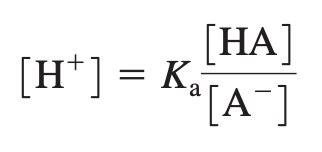 [H⁺] = Kₐ [HA] / [A⁻]